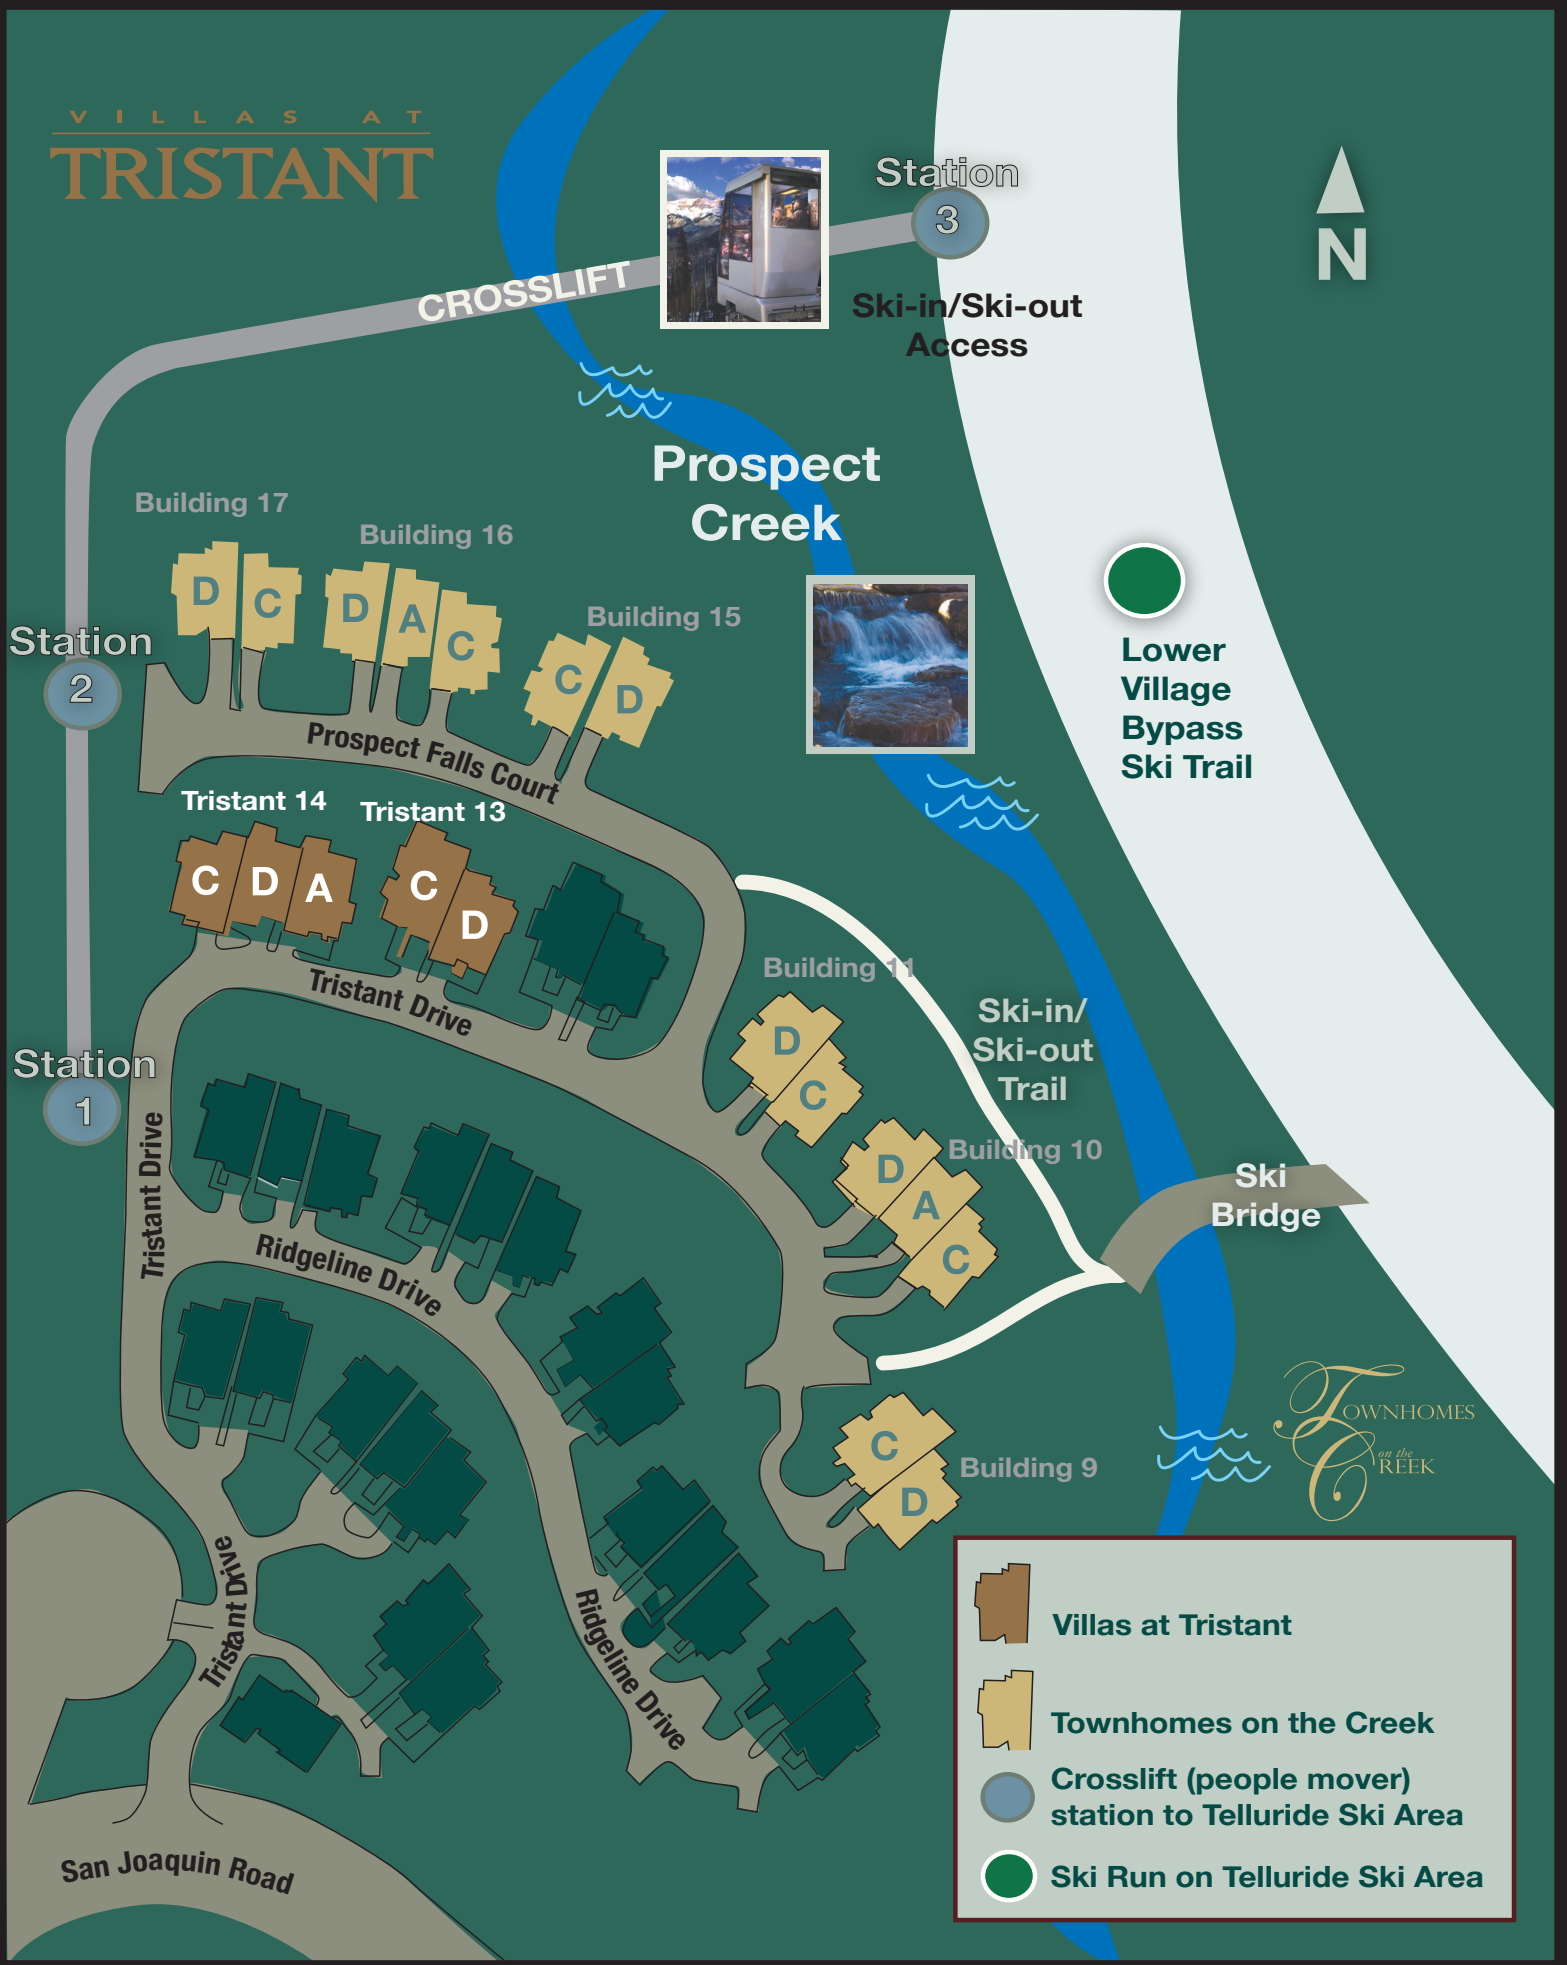 VILLAS AT
TRISTANT
Station
3
N
CROSSLIFT
Ski-in/Ski-out
Access
Prospect
Creek
Building 17
Building 16
Building 15
D
C
D
A
C
C
D
Station
2
Lower
Village
Bypass
Ski Trail
Prospect Falls Court
Tristant 14
Tristant 13
C
D
A
C
D
Tristant Drive
Building 11
D
C
Ski-in/
Ski-out
Trail
Station
1
Tristant Drive
Building 10
D
A
C
Ski
Bridge
Ridgeline Drive
TOWNHOMES
on the
CREEK
Building 9
C
D
Tristant Drive
Ridgeline Drive
San Joaquin Road
Villas at Tristant
Townhomes on the Creek
Crosslift (people mover)
station to Telluride Ski Area
Ski Run on Telluride Ski Area